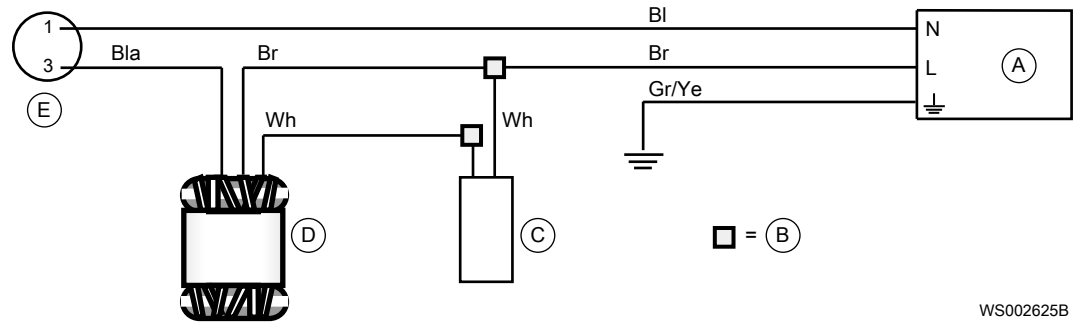 1 Bl N
3 Bla Br Br L A
E Gr/Ye
Wh Wh
D C = B
WS002625B